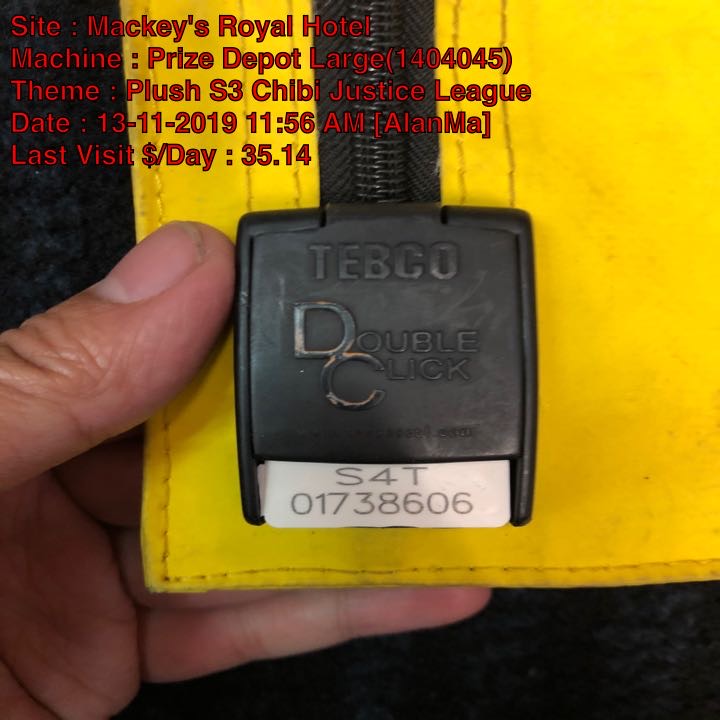 Site : Mackey's Royal Hotel
Machine : Prize Depot Large(1404045)
Theme : Plush S3 Chibi Justice League
Date : 13-11-2019 11:56 AM [AlanMa]
Last Visit $/Day : 35.14
TEBCO
DOUBLE
CLICK
S4T
01738606